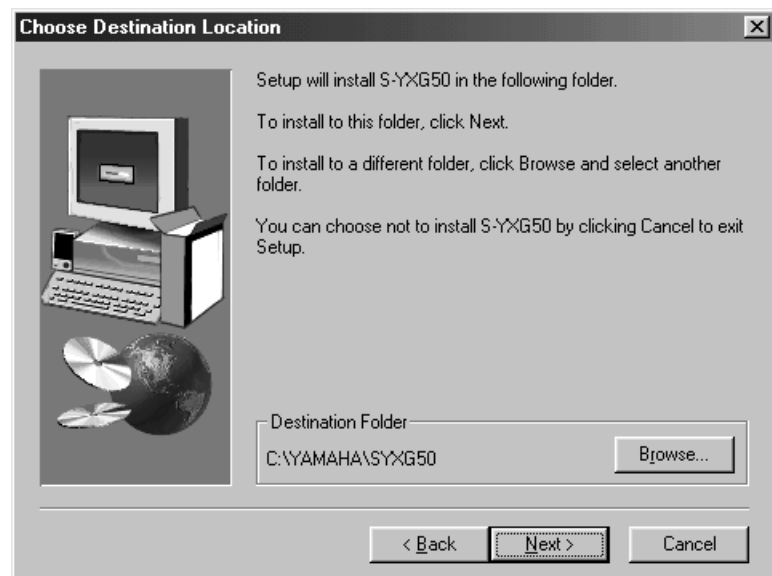 Choose Destination Location
Setup will install S-YXG50 in the following folder.
To install to this folder, click Next.
To install to a different folder, click Browse and select another
folder.
You can choose not to install S-YXG50 by clicking Cancel to exit
Setup.
Destination Folder
C:\YAMAHA\SYXG50
Browse...
< Back
Next >
Cancel